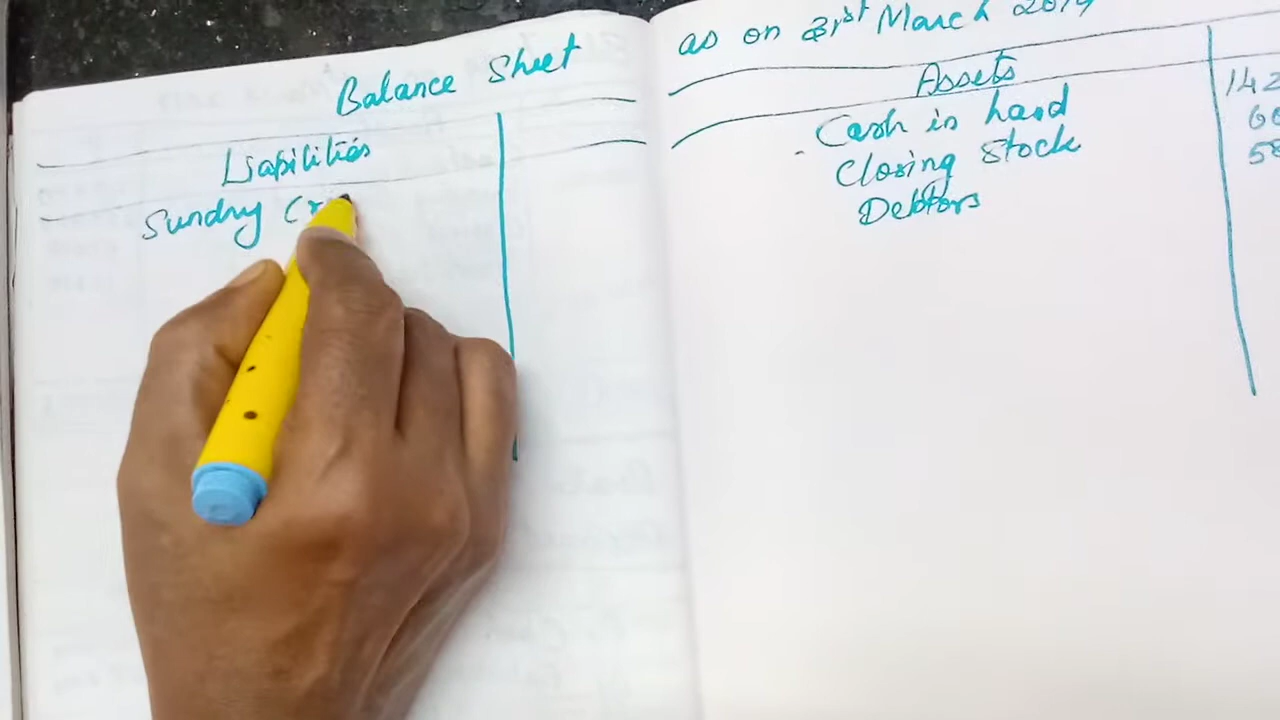 Balance Sheet
Liabilities
Sundry Cr
as on 31st March 2019
Assets
Cash in hand 142
Closing Stock 60
Debtors 58